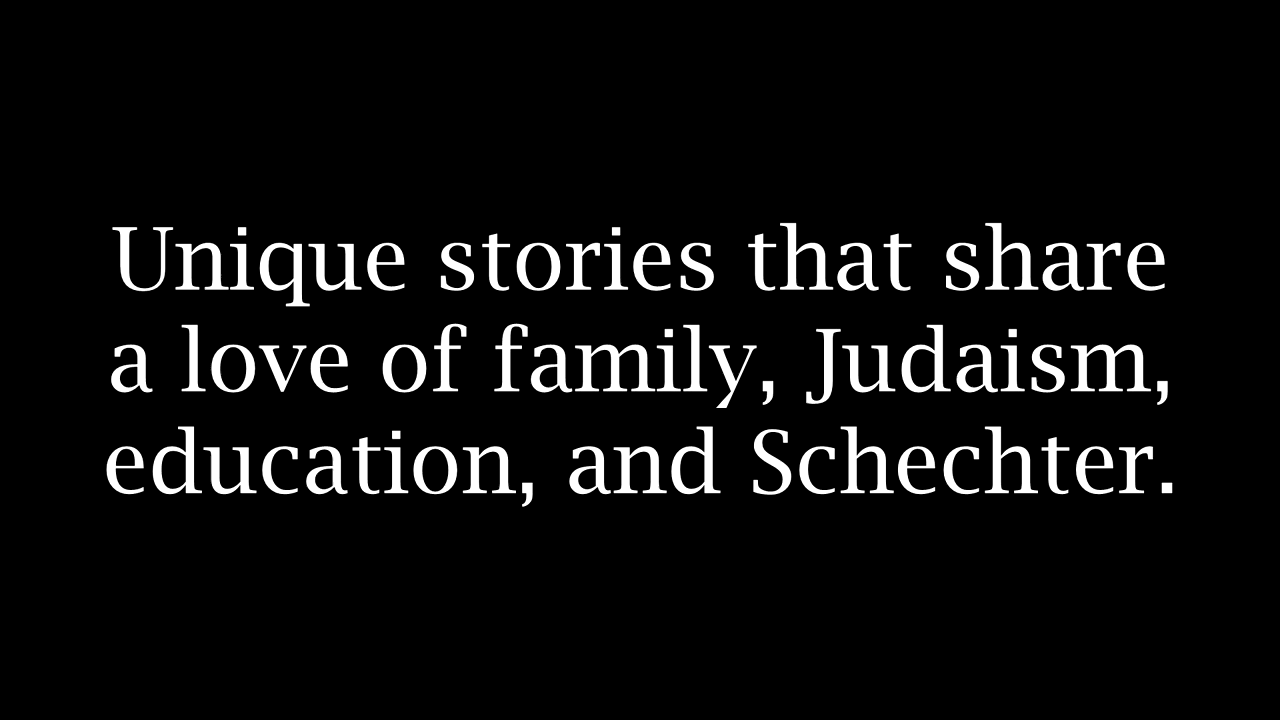 Unique stories that share
a love of family, Judaism,
education, and Schechter.